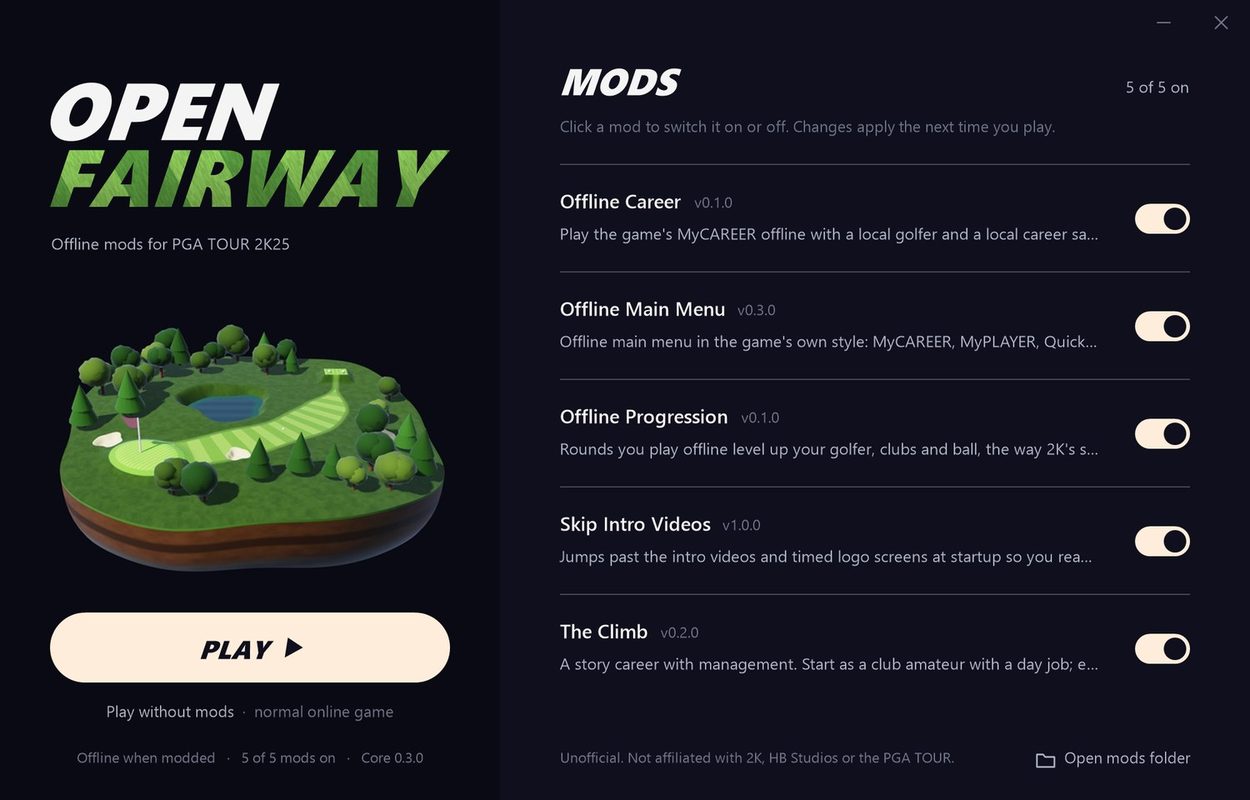 OPEN
FAIRWAY
Offline mods for PGA TOUR 2K25
PLAY
Play without mods · normal online game
Offline when modded · 5 of 5 mods on · Core 0.3.0
MODS
5 of 5 on
Click a mod to switch it on or off. Changes apply the next time you play.
Offline Career v0.1.0
Play the game's MyCAREER offline with a local golfer and a local career sa...
Offline Main Menu v0.3.0
Offline main menu in the game's own style: MyCAREER, MyPLAYER, Quick...
Offline Progression v0.1.0
Rounds you play offline level up your golfer, clubs and ball, the way 2K's s...
Skip Intro Videos v1.0.0
Jumps past the intro videos and timed logo screens at startup so you rea...
The Climb v0.2.0
A story career with management. Start as a club amateur with a day job; e...
Unofficial. Not affiliated with 2K, HB Studios or the PGA TOUR.
Open mods folder